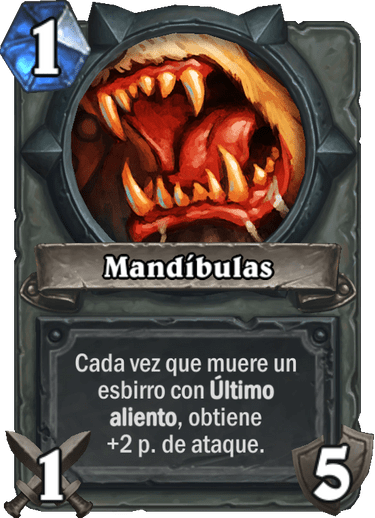 1
Mandíbulas
Cada vez que muere un
esbirro con Último
aliento, obtiene
+2 p. de ataque.
1
5